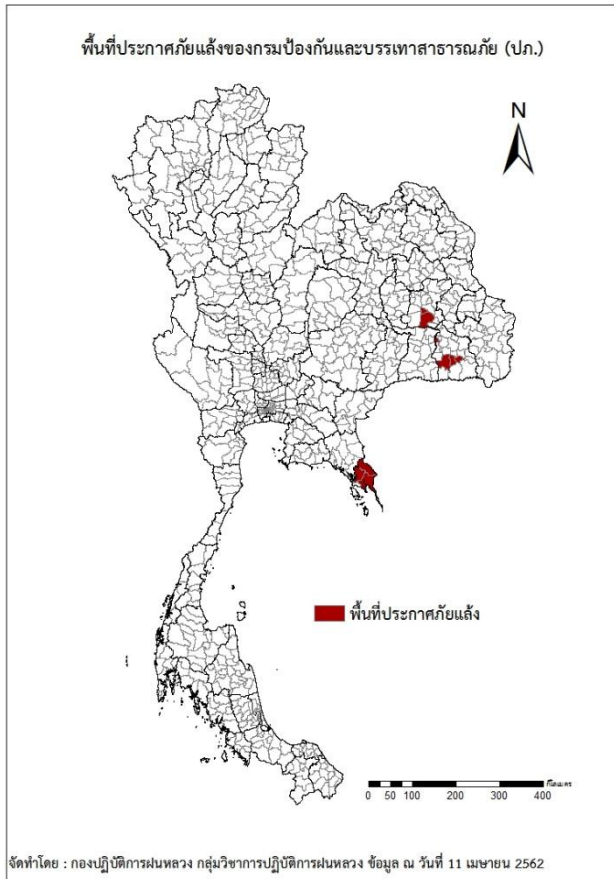 พื้นที่ประกาศภัยแล้งของกรมป้องกันและบรรเทาสาธารณภัย (ปภ.)
N
พื้นที่ประกาศภัยแล้ง
กิโลเมตร
0 50 100 200 300 400
จัดทำโดย : กองปฏิบัติการฝนหลวง กลุ่มวิชาการปฏิบัติการฝนหลวง ข้อมูล ณ วันที่ 11 เมษายน 2562